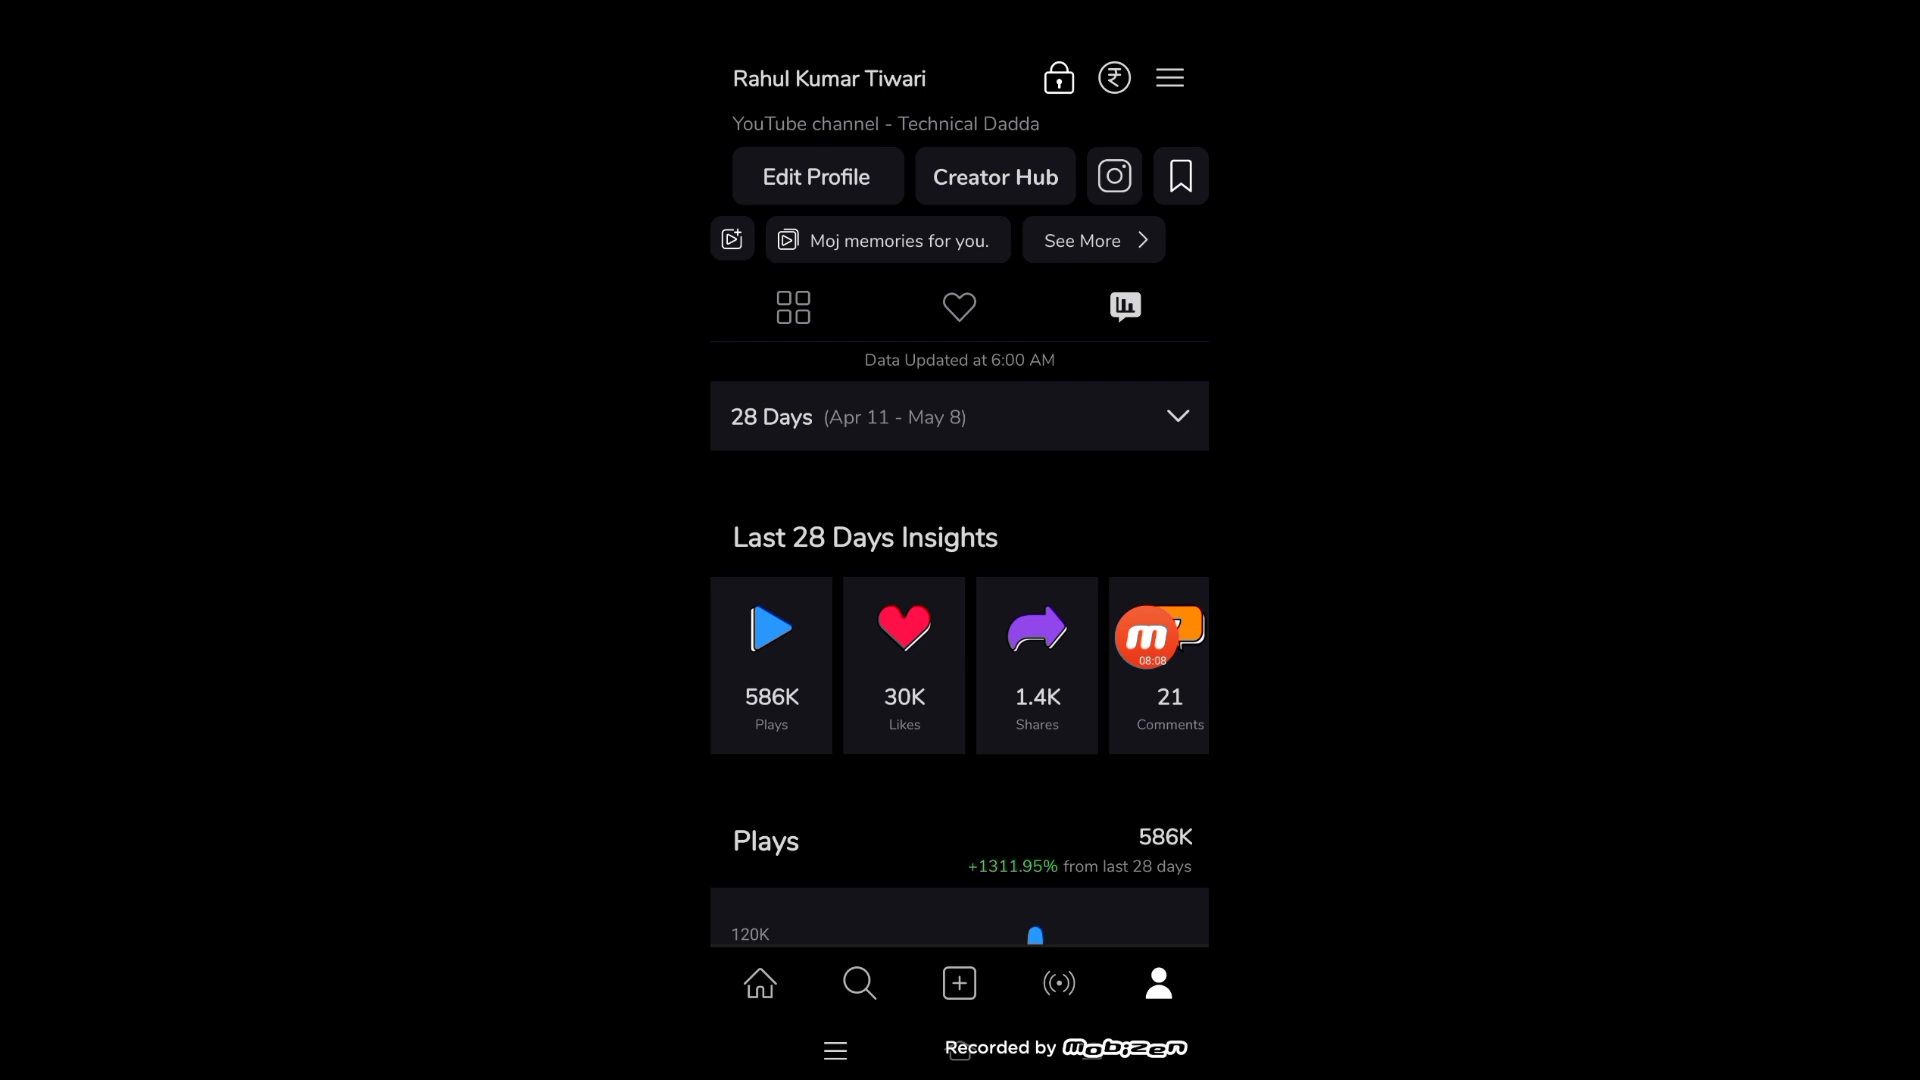 Rahul Kumar Tiwari
YouTube channel - Technical Dadda
Edit Profile
Creator Hub
Moj memories for you.
See More
Data Updated at 6:00 AM
28 Days (Apr 11 - May 8)
Last 28 Days Insights
586K
Plays
30K
Likes
1.4K
Shares
m
08:08
21
Comments
Plays
586K
+1311.95% from last 28 days
120K
Recorded by mobizen